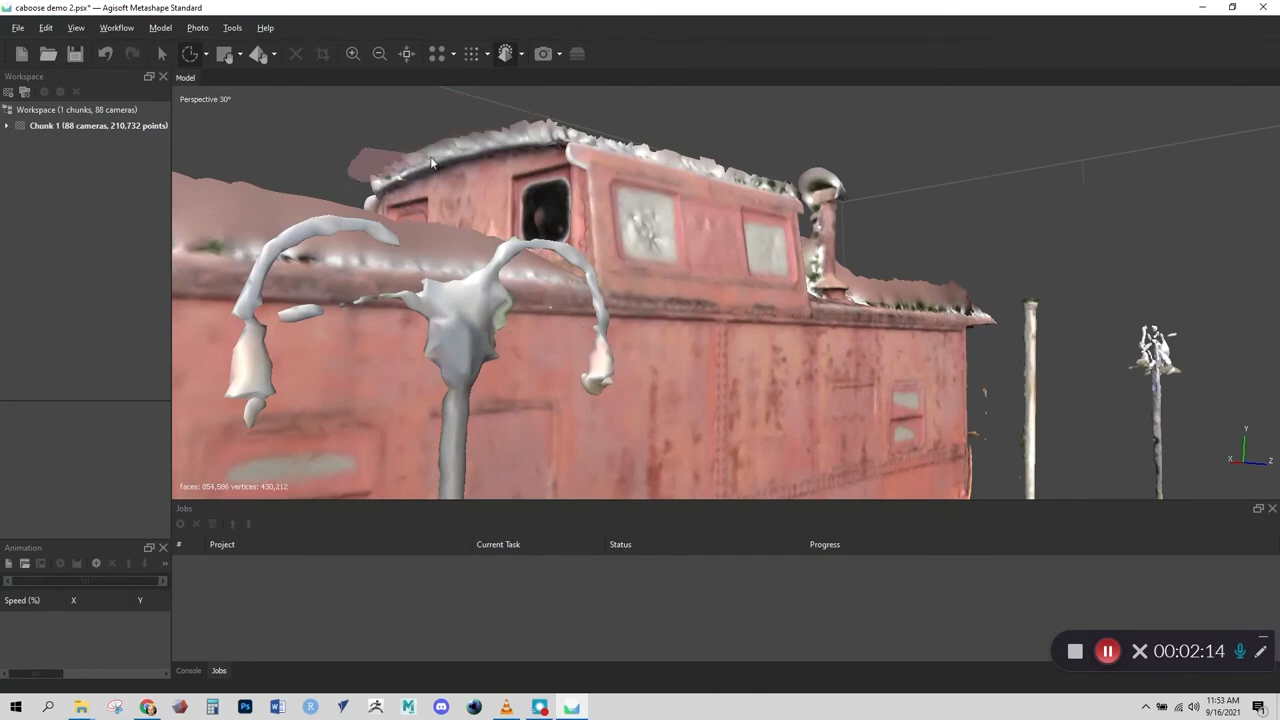 caboose demo 2.psx* — Agisoft Metashape Standard
File Edit View Workflow Model Photo Tools Help
Workspace
Model
Workspace (1 chunks, 88 cameras)
Chunk 1 (88 cameras, 210,732 points)
Perspective 30°
Y
X
Z
faces: 854,586 vertices: 430,212
Jobs
# Project Current Task Status Progress
Animation
Speed (%) X Y
00:02:14
Console Jobs
11:53 AM
9/16/2021